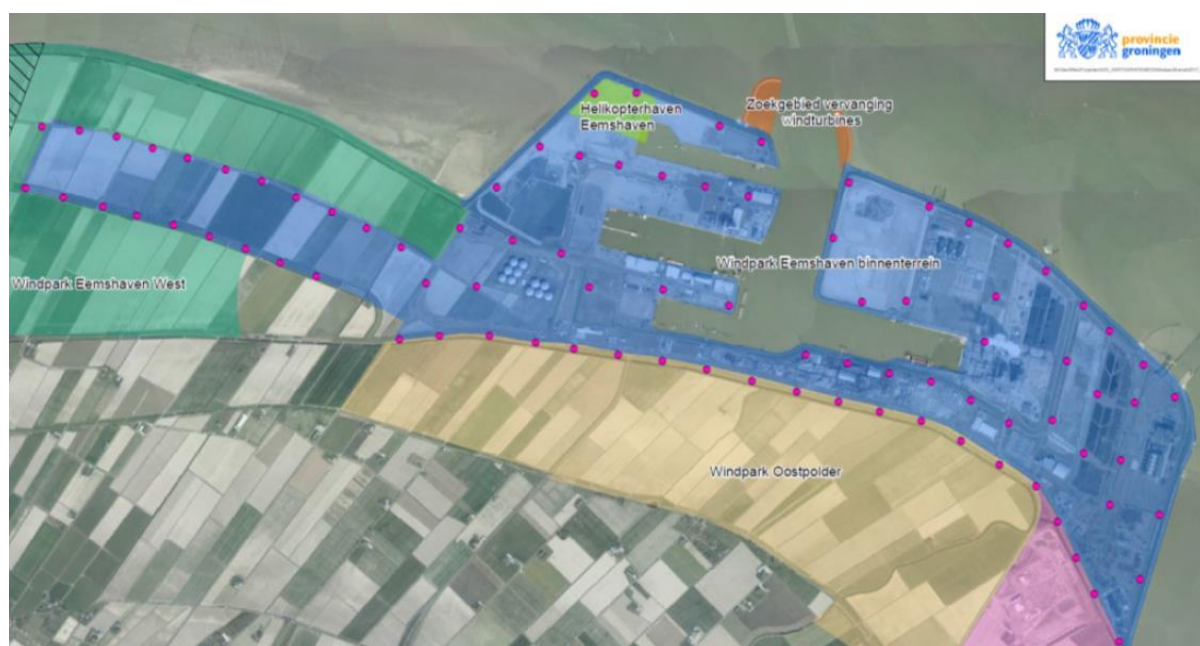 provincie
groningen
Helikopterhaven
Eemshaven
Zoekgebied vervanging
windturbines
Windpark Eemshaven binnenterrein
Windpark Eemshaven West
Windpark Oostpolder